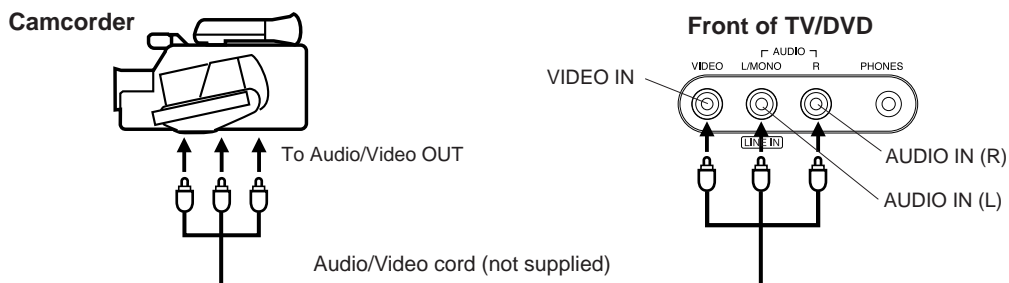 Camcorder
To Audio/Video OUT
Audio/Video cord (not supplied)
Front of TV/DVD
AUDIO
VIDEO L/MONO R PHONES
VIDEO IN
LINE IN
AUDIO IN (R)
AUDIO IN (L)